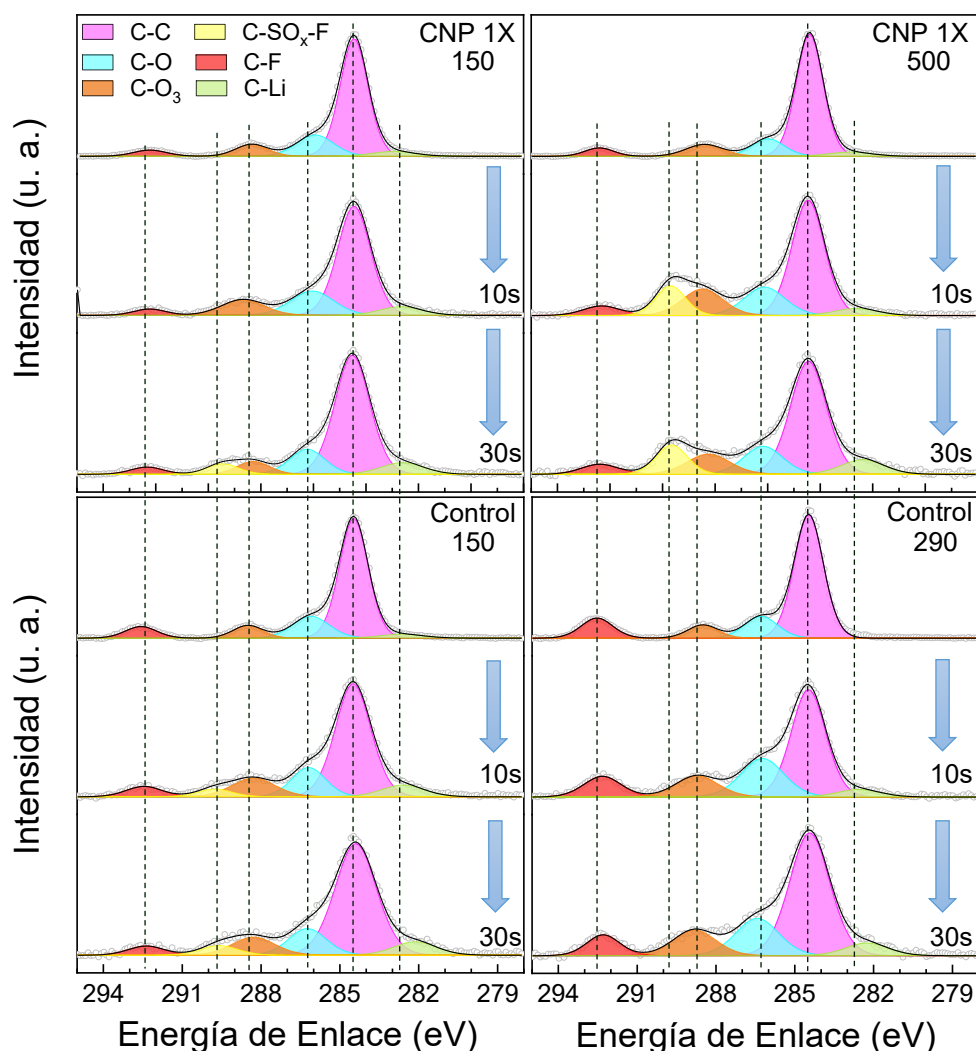 C-C
C-O
C-O₃
C-SOₓ-F
C-F
C-Li
CNP 1X
150
10s
30s
CNP 1X
500
10s
30s
Intensidad (u. a.)
Control
150
10s
30s
Control
290
10s
30s
Intensidad (u. a.)
294 291 288 285 282 279
294 291 288 285 282 279
Energía de Enlace (eV)
Energía de Enlace (eV)